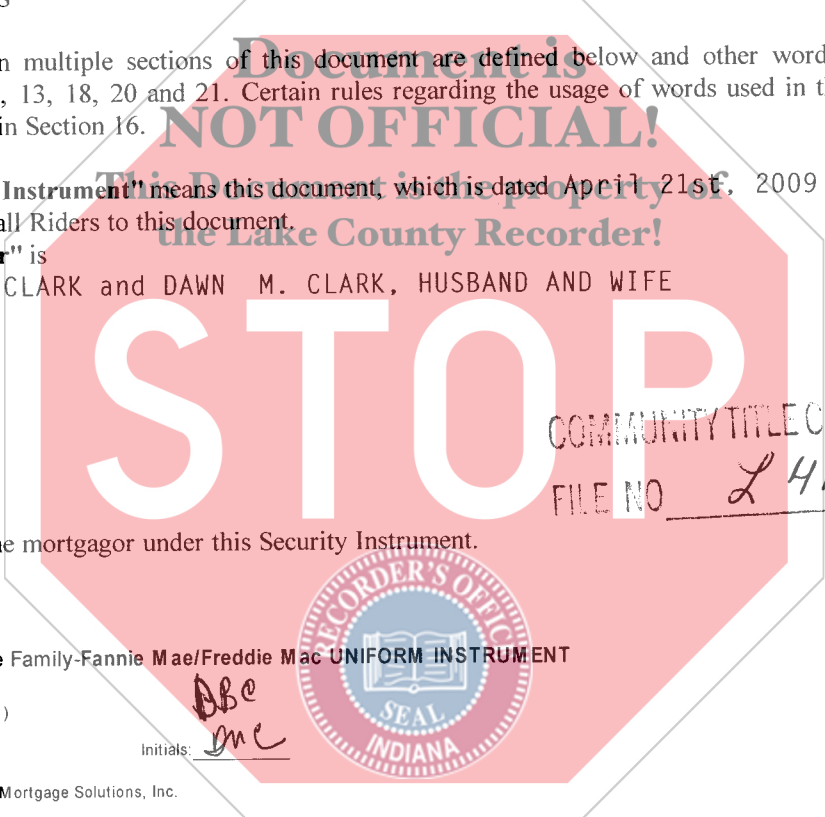 S
n multiple sections of this document are defined below and other word
, 13, 18, 20 and 21. Certain rules regarding the usage of words used in t
in Section 16.
Document is
NOT OFFICIAL!
This Document is the property of
the Lake County Recorder!
Instrument" means this document, which is dated April 21st, 2009
all Riders to this document.
r" is
CLARK and DAWN M. CLARK, HUSBAND AND WIFE
STOP
COMMUNITY TITLE C
FILE NO L 4
e mortgagor under this Security Instrument.
RECORDER'S OFFIC
SEAL
INDIANA
e Family-Fannie Mae/Freddie Mac UNIFORM INSTRUMENT
DBC
)
Initials: DMC
Mortgage Solutions, Inc.